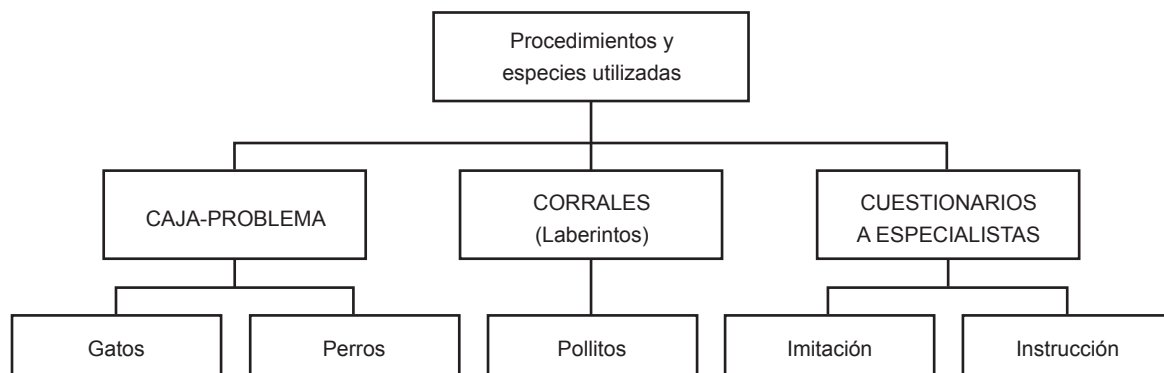 Procedimientos y
especies utilizadas
CAJA-PROBLEMA
CORRALES
(Laberintos)
CUESTIONARIOS
A ESPECIALISTAS
Gatos
Perros
Pollitos
Imitación
Instrucción